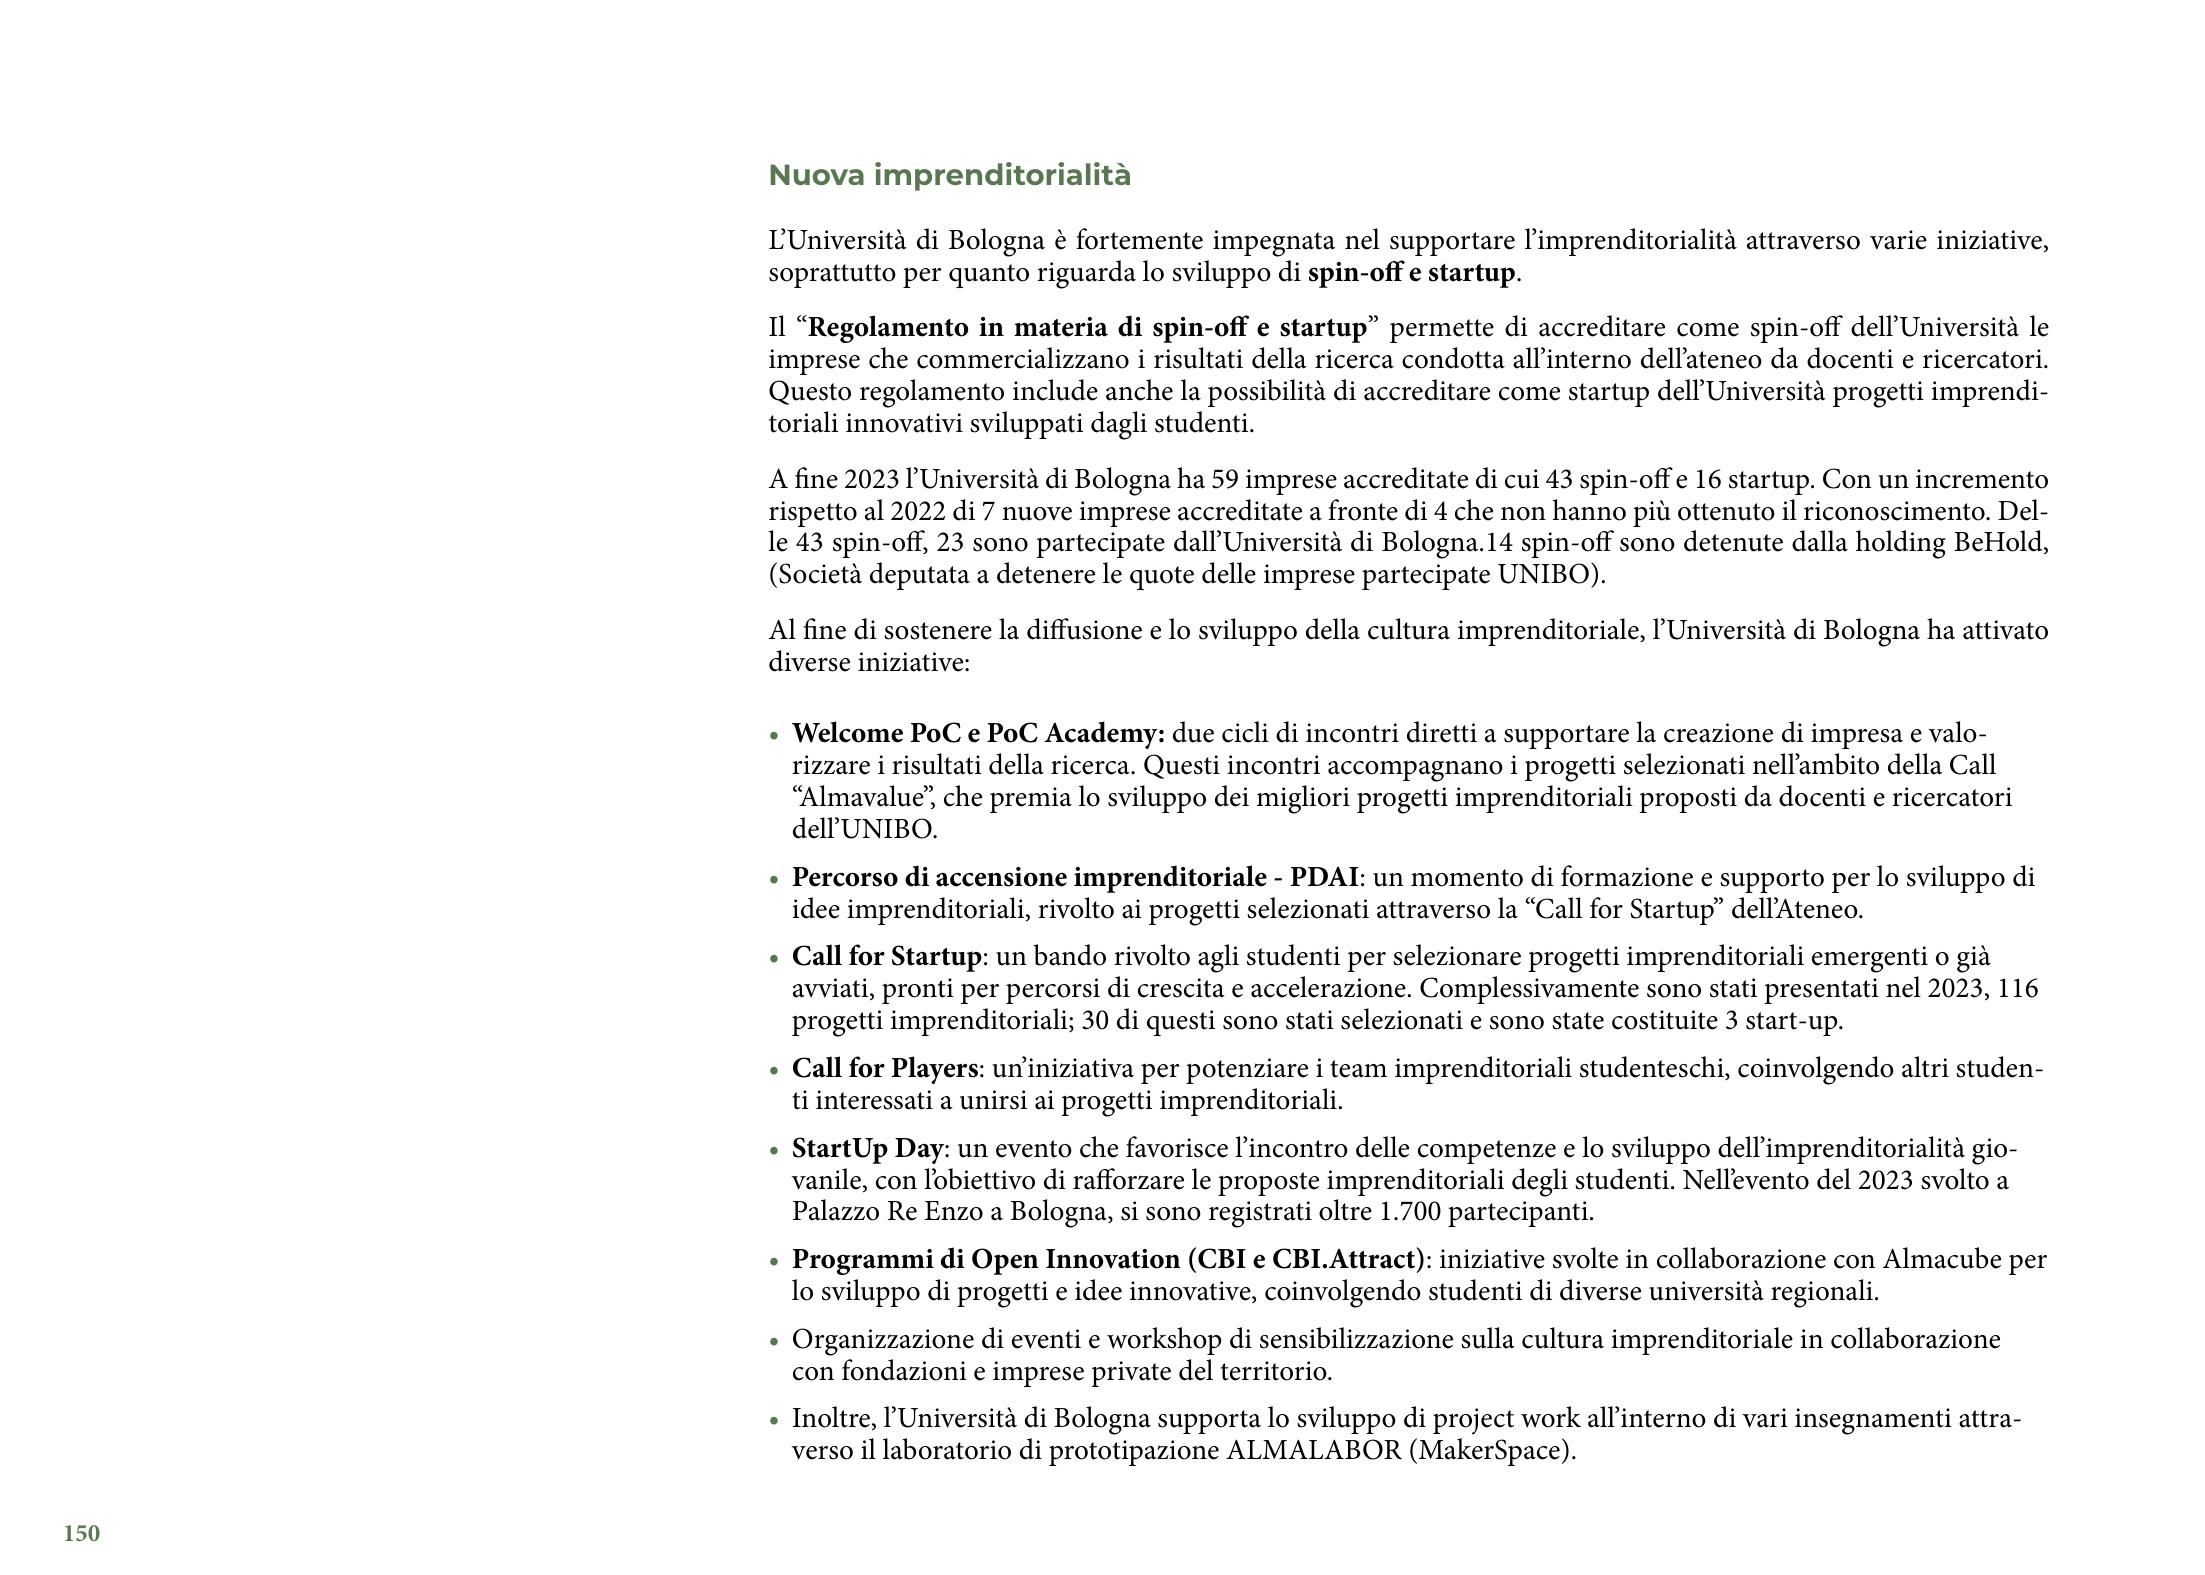 Nuova imprenditorialità
L’Università di Bologna è fortemente impegnata nel supportare l’imprenditorialità attraverso varie iniziative,
soprattutto per quanto riguarda lo sviluppo di spin-off e startup.
Il “Regolamento in materia di spin-off e startup” permette di accreditare come spin-off dell’Università le
imprese che commercializzano i risultati della ricerca condotta all’interno dell’ateneo da docenti e ricercatori.
Questo regolamento include anche la possibilità di accreditare come startup dell’Università progetti imprendi-
toriali innovativi sviluppati dagli studenti.
A fine 2023 l’Università di Bologna ha 59 imprese accreditate di cui 43 spin-off e 16 startup. Con un incremento
rispetto al 2022 di 7 nuove imprese accreditate a fronte di 4 che non hanno più ottenuto il riconoscimento. Del-
le 43 spin-off, 23 sono partecipate dall’Università di Bologna.14 spin-off sono detenute dalla holding BeHold,
(Società deputata a detenere le quote delle imprese partecipate UNIBO).
Al fine di sostenere la diffusione e lo sviluppo della cultura imprenditoriale, l’Università di Bologna ha attivato
diverse iniziative:
• Welcome PoC e PoC Academy: due cicli di incontri diretti a supportare la creazione di impresa e valo-
rizzare i risultati della ricerca. Questi incontri accompagnano i progetti selezionati nell’ambito della Call
“Almavalue”, che premia lo sviluppo dei migliori progetti imprenditoriali proposti da docenti e ricercatori
dell’UNIBO.
• Percorso di accensione imprenditoriale - PDAI: un momento di formazione e supporto per lo sviluppo di
idee imprenditoriali, rivolto ai progetti selezionati attraverso la “Call for Startup” dell’Ateneo.
• Call for Startup: un bando rivolto agli studenti per selezionare progetti imprenditoriali emergenti o già
avviati, pronti per percorsi di crescita e accelerazione. Complessivamente sono stati presentati nel 2023, 116
progetti imprenditoriali; 30 di questi sono stati selezionati e sono state costituite 3 start-up.
• Call for Players: un’iniziativa per potenziare i team imprenditoriali studenteschi, coinvolgendo altri studen-
ti interessati a unirsi ai progetti imprenditoriali.
• StartUp Day: un evento che favorisce l’incontro delle competenze e lo sviluppo dell’imprenditorialità gio-
vanile, con l’obiettivo di rafforzare le proposte imprenditoriali degli studenti. Nell’evento del 2023 svolto a
Palazzo Re Enzo a Bologna, si sono registrati oltre 1.700 partecipanti.
• Programmi di Open Innovation (CBI e CBI.Attract): iniziative svolte in collaborazione con Almacube per
lo sviluppo di progetti e idee innovative, coinvolgendo studenti di diverse università regionali.
• Organizzazione di eventi e workshop di sensibilizzazione sulla cultura imprenditoriale in collaborazione
con fondazioni e imprese private del territorio.
• Inoltre, l’Università di Bologna supporta lo sviluppo di project work all’interno di vari insegnamenti attra-
verso il laboratorio di prototipazione ALMALABOR (MakerSpace).
150